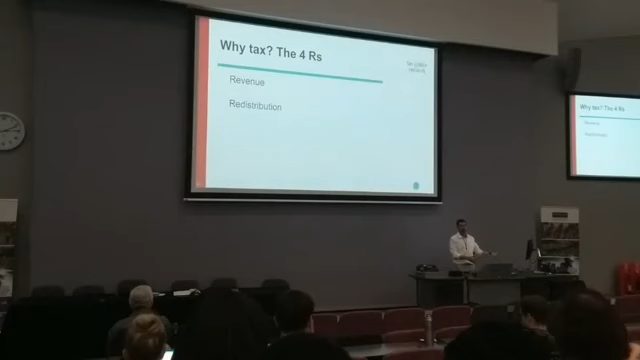 Why tax? The 4 Rs
Revenue
Redistribution
Why tax? The 4 Rs